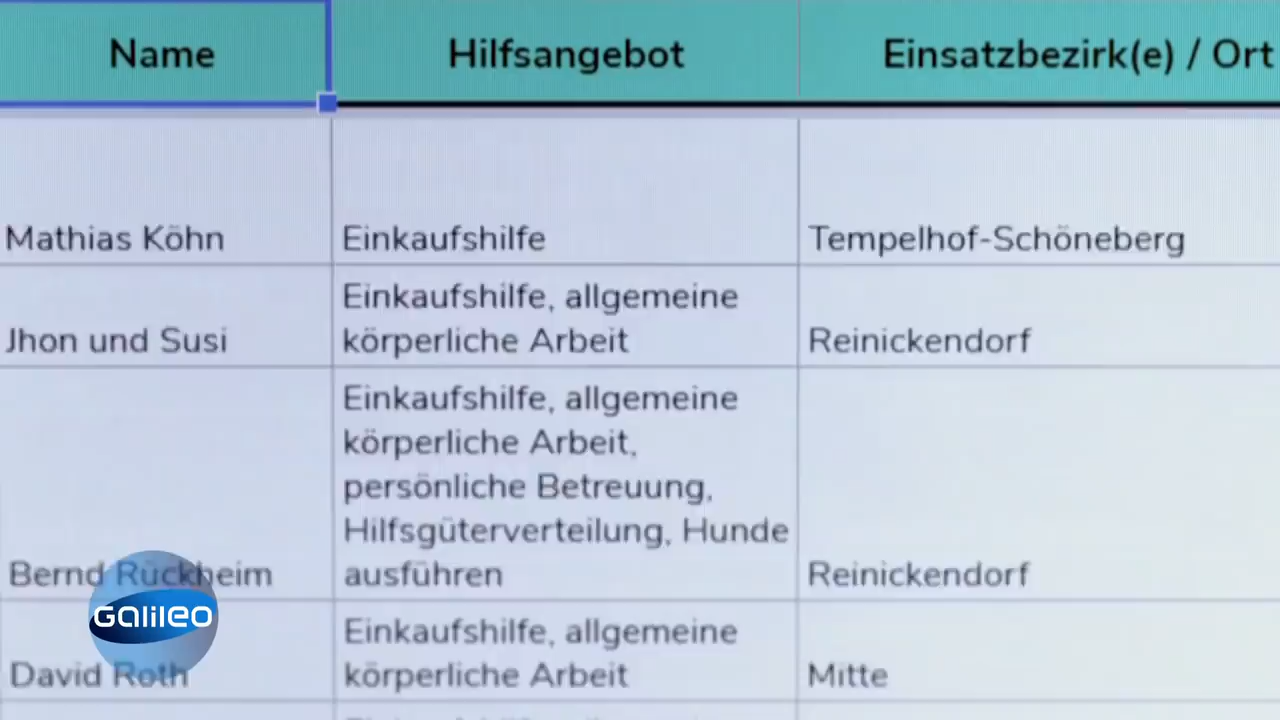 Name Hilfsangebot Einsatzbezirk(e) / Ort
Mathias Köhn Einkaufshilfe Tempelhof-Schöneberg
Einkaufshilfe, allgemeine
Jhon und Susi körperliche Arbeit Reinickendorf
Einkaufshilfe, allgemeine
körperliche Arbeit,
persönliche Betreuung,
Hilfsgüterverteilung, Hunde
Bernd Rückheim ausführen Reinickendorf
Galileo
Einkaufshilfe, allgemeine
David Roth körperliche Arbeit Mitte